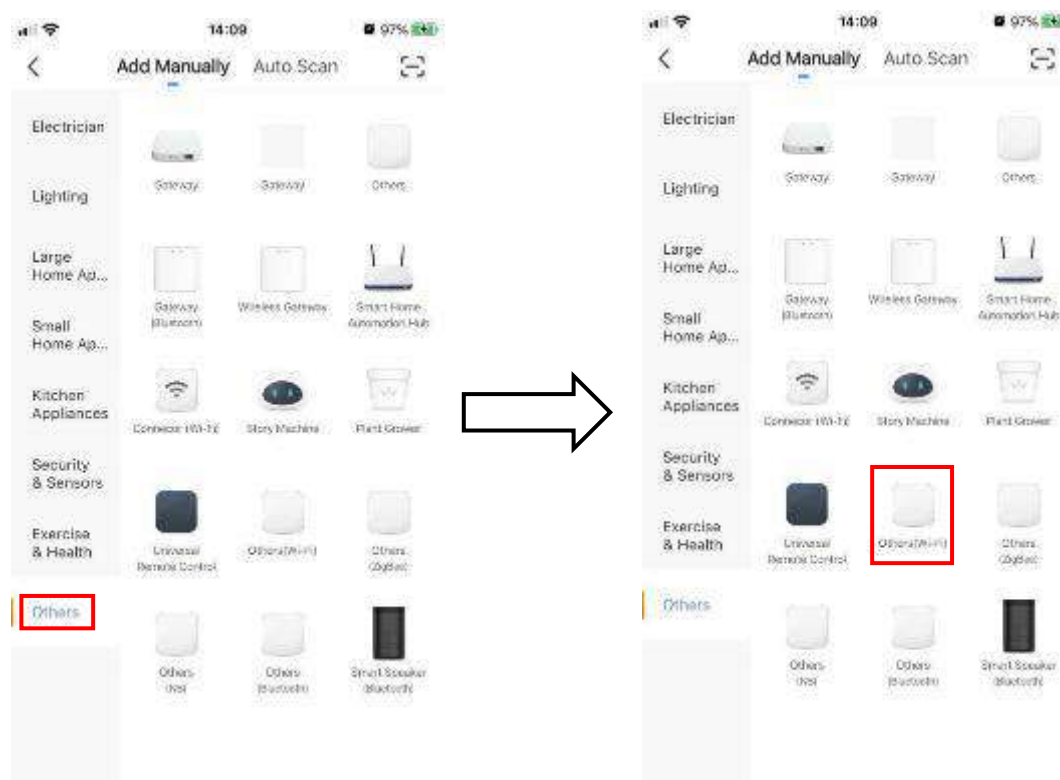 14:09
97%
Add Manually Auto Scan
Electrician
Gateway Gateway Others
Lighting
Large
Home Ap...
Gateway Wireless Gateway Smart Home
(Bluetooth) Automation Hub
Small
Home Ap...
Kitchen
Appliances
Connector (Wi-Fi) Story Machine Plant Grower
Security
& Sensors
Exercise
& Health
Universal Others(Wi-Fi) Others
Remote Control (ZigBee)
Others
Others Others Smart Speaker
(NB) (Bluetooth) (Bluetooth)
14:09
97%
Add Manually Auto Scan
Electrician
Gateway Gateway Others
Lighting
Large
Home Ap...
Gateway Wireless Gateway Smart Home
(Bluetooth) Automation Hub
Small
Home Ap...
Kitchen
Appliances
Connector (Wi-Fi) Story Machine Plant Grower
Security
& Sensors
Exercise
& Health
Universal Others(Wi-Fi) Others
Remote Control (ZigBee)
Others
Others Others Smart Speaker
(NB) (Bluetooth) (Bluetooth)